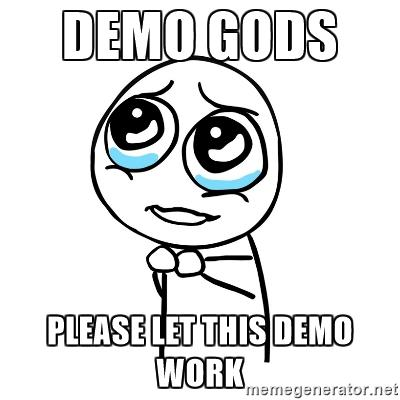 DEMO GODS
PLEASE LET THIS DEMO
WORK
memegenerator.net